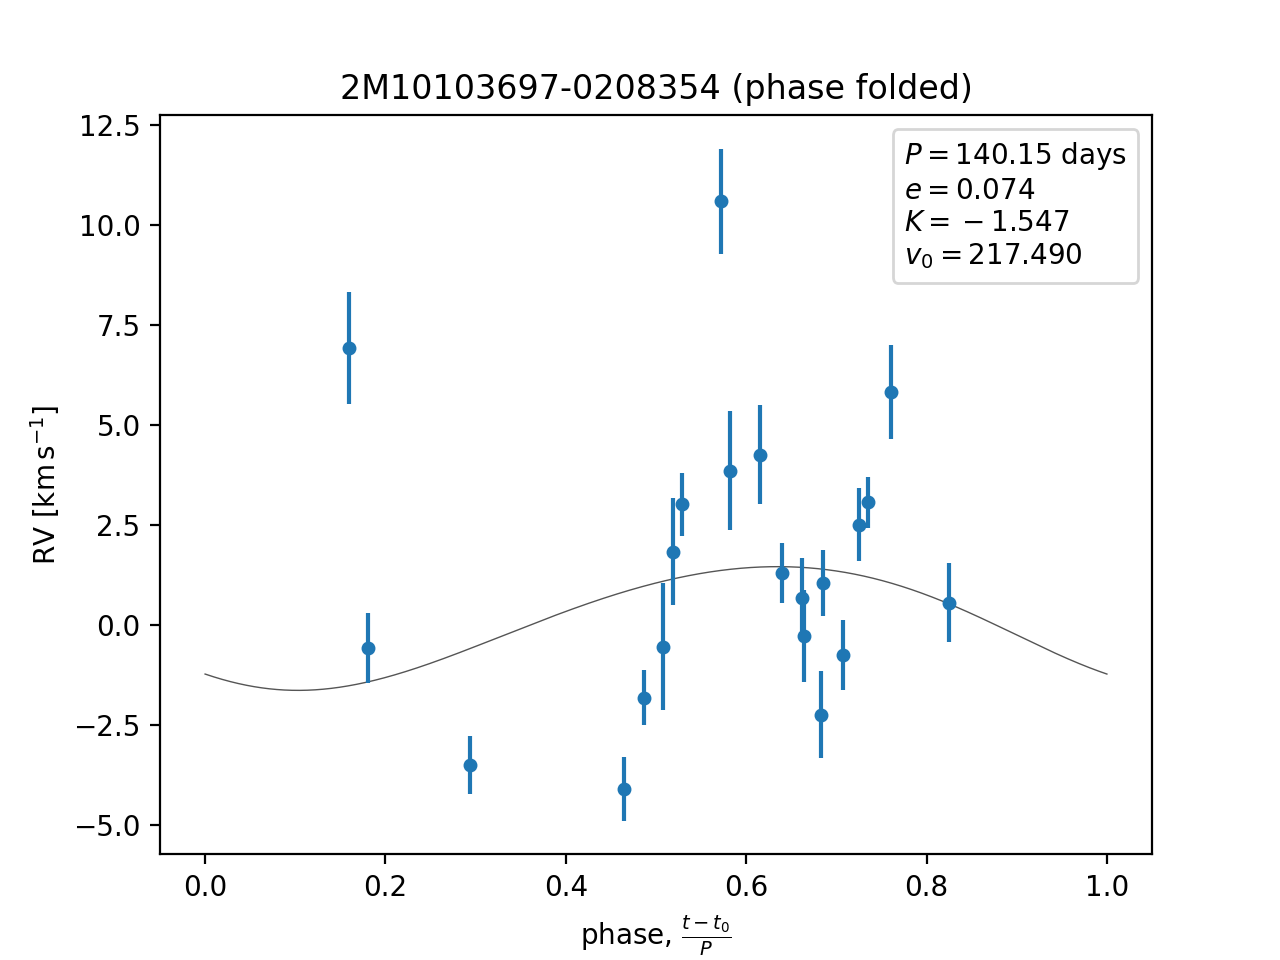 2M10103697-0208354 (phase folded)
12.5
10.0
7.5
5.0
2.5
0.0
−2.5
−5.0
RV [km s⁻¹]
P = 140.15 days
e = 0.074
K = − 1.547
v₀ = 217.490
0.0 0.2 0.4 0.6 0.8 1.0
phase, (t − t₀)/P